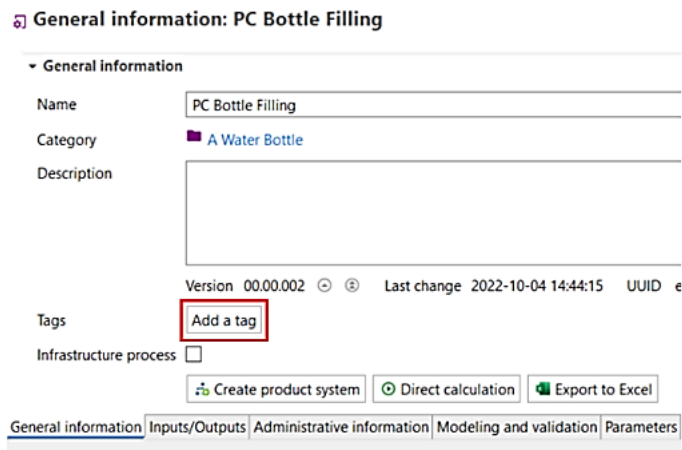 General information: PC Bottle Filling
General information
Name PC Bottle Filling
Category A Water Bottle
Description
Version 00.00.002 Last change 2022-10-04 14:44:15 UUID e
Tags Add a tag
Infrastructure process
Create product system Direct calculation Export to Excel
General information Inputs/Outputs Administrative information Modeling and validation Parameters